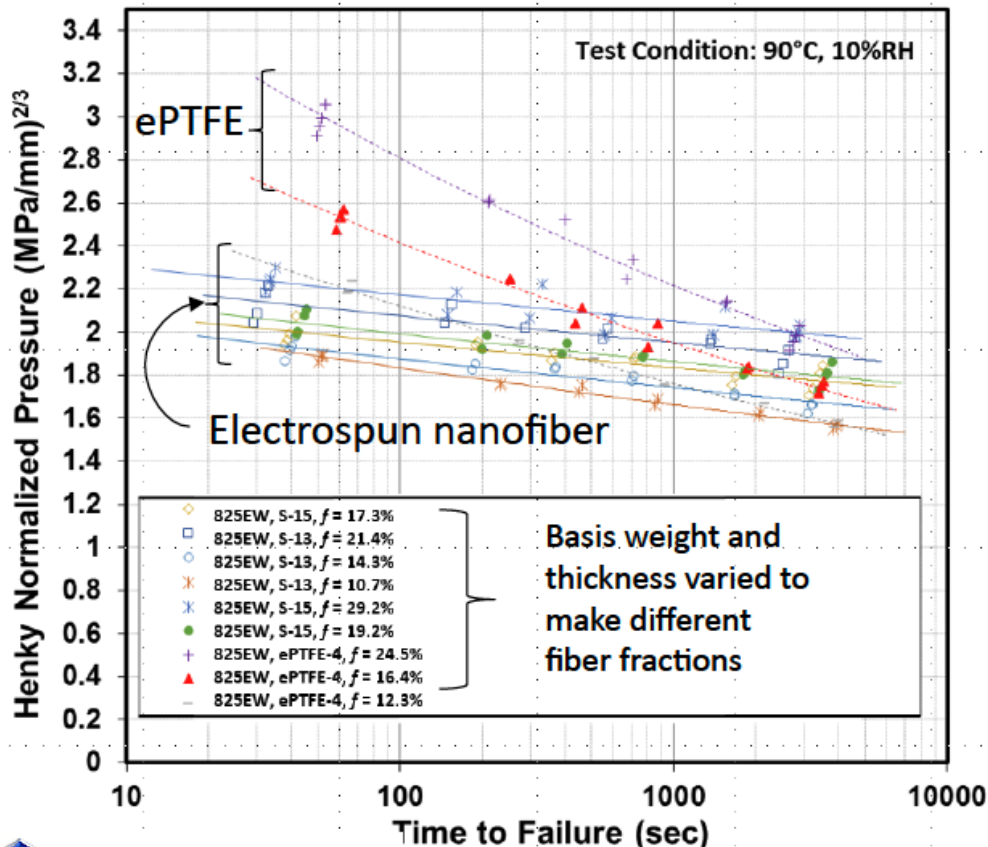 3.4
3.2
3
2.8
2.6
2.4
2.2
2
1.8
1.6
1.4
1.2
1
0.8
0.6
0.4
0.2
0
Henky Normalized Pressure (MPa/mm)2/3
Test Condition: 90°C, 10%RH
ePTFE
Electrospun nanofiber
825EW, S-15, f = 17.3%
825EW, S-13, f = 21.4%
825EW, S-13, f = 14.3%
825EW, S-13, f = 10.7%
825EW, S-15, f = 29.2%
825EW, S-15, f = 19.2%
825EW, ePTFE-4, f = 24.5%
825EW, ePTFE-4, f = 16.4%
825EW, ePTFE-4, f = 12.3%
Basis weight and
thickness varied to
make different
fiber fractions
10 100 1000 10000
Time to Failure (sec)